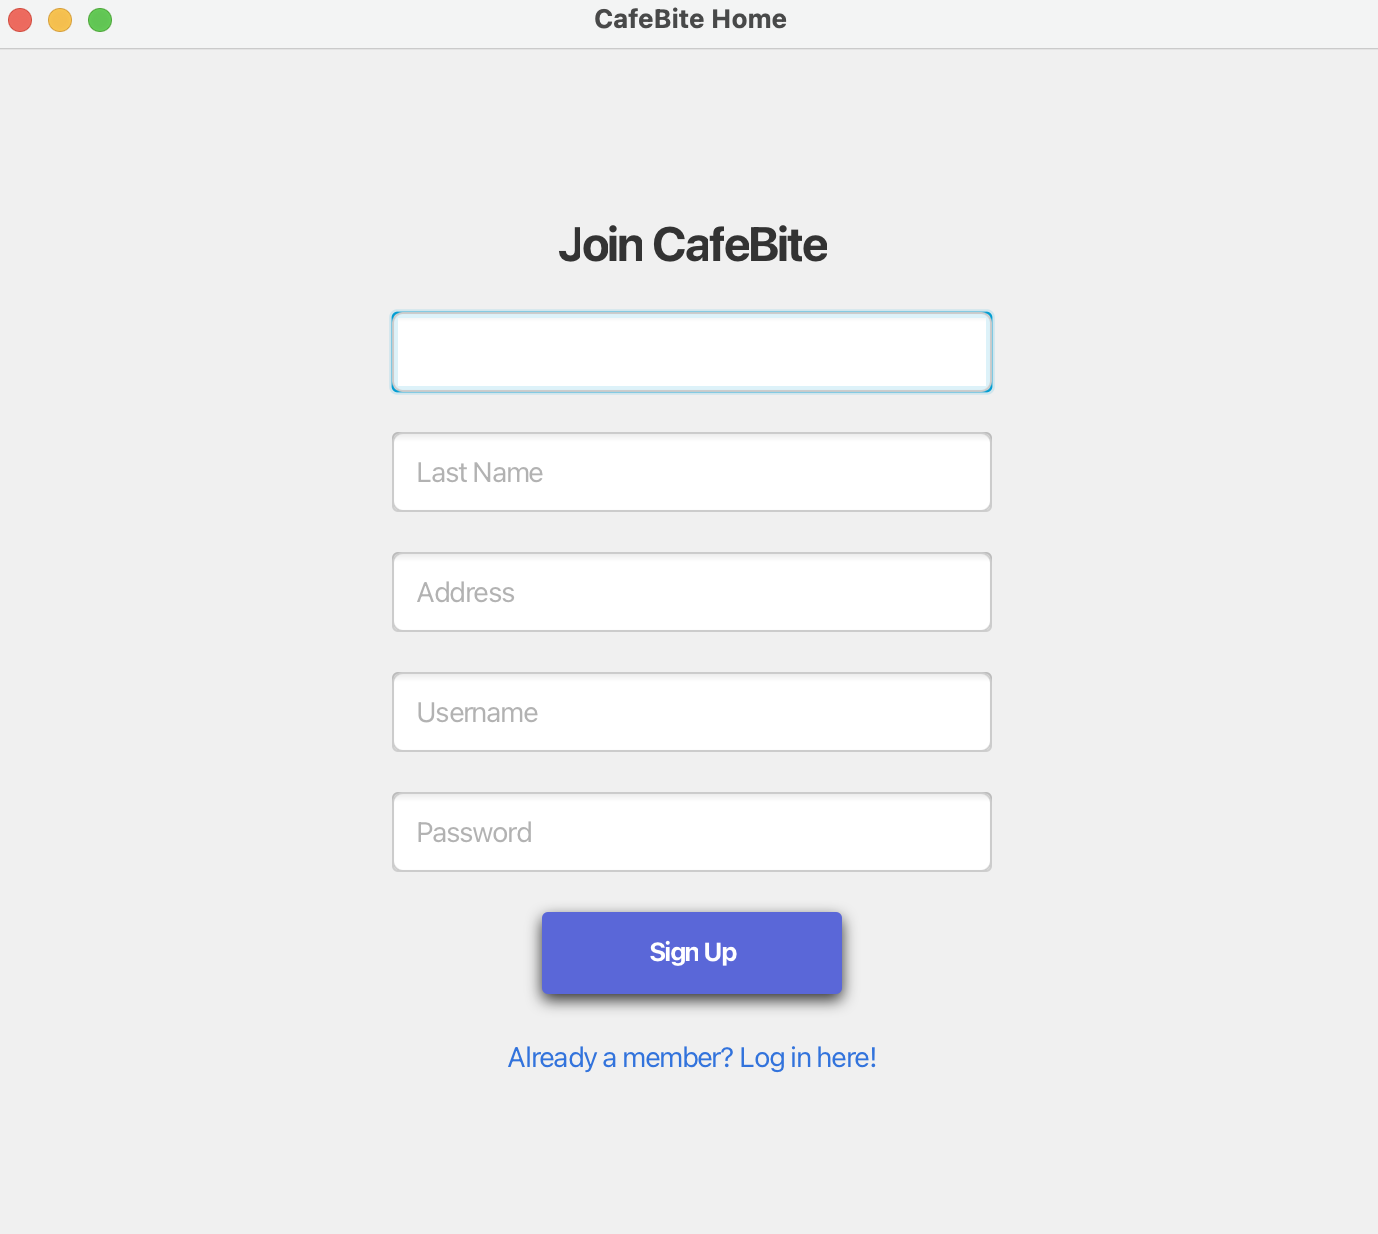 CafeBite Home
Join CafeBite
Last Name
Address
Username
Password
Sign Up
Already a member? Log in here!